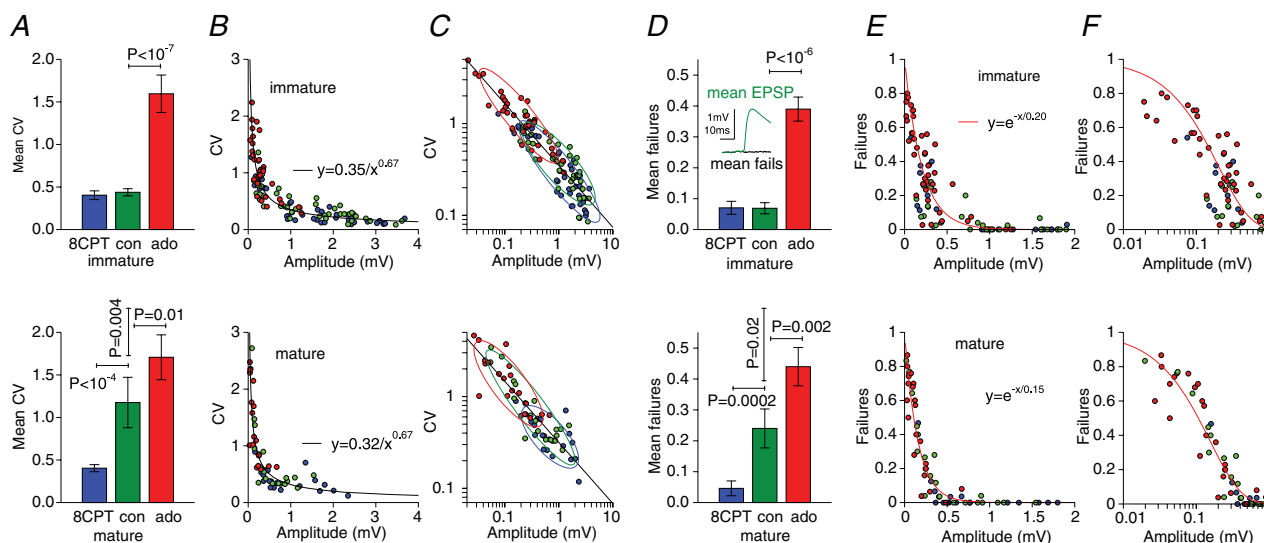 A
B
C
D
E
F
P<10-7
2.0
1.5
1.0
0.5
0.0
Mean CV
8CPT con ado
immature
3
2
1
0
CV
immature
y=0.35/x0.67
0 1 2 3 4
Amplitude (mV)
1
0.1
CV
0.1 1 10
Amplitude (mV)
P<10-6
0.5
0.4
0.3
0.2
0.1
0.0
Mean failures
mean EPSP
1mV
10ms
mean fails
8CPT con ado
immature
1
0.8
0.6
0.4
0.2
0
Failures
immature
y=e-x/0.20
0 0.5 1 1.5 2
Amplitude (mV)
1
0.8
0.6
0.4
0.2
0
Failures
0.01 0.1 1
Amplitude (mV)
P=0.004
P=0.01
P<10-4
2.0
1.5
1.0
0.5
0.0
Mean CV
8CPT con ado
mature
3
2
1
0
CV
mature
y=0.32/x0.67
0 1 2 3 4
Amplitude (mV)
1
0.1
CV
0.1 1 10
Amplitude (mV)
P=0.02
P=0.002
P=0.0002
0.5
0.4
0.3
0.2
0.1
0.0
Mean failures
8CPT con ado
mature
1
0.8
0.6
0.4
0.2
0
Failures
mature
y=e-x/0.15
0 0.5 1 1.5 2
Amplitude (mV)
1
0.8
0.6
0.4
0.2
0
Failures
0.01 0.1
Amplitude (mV)